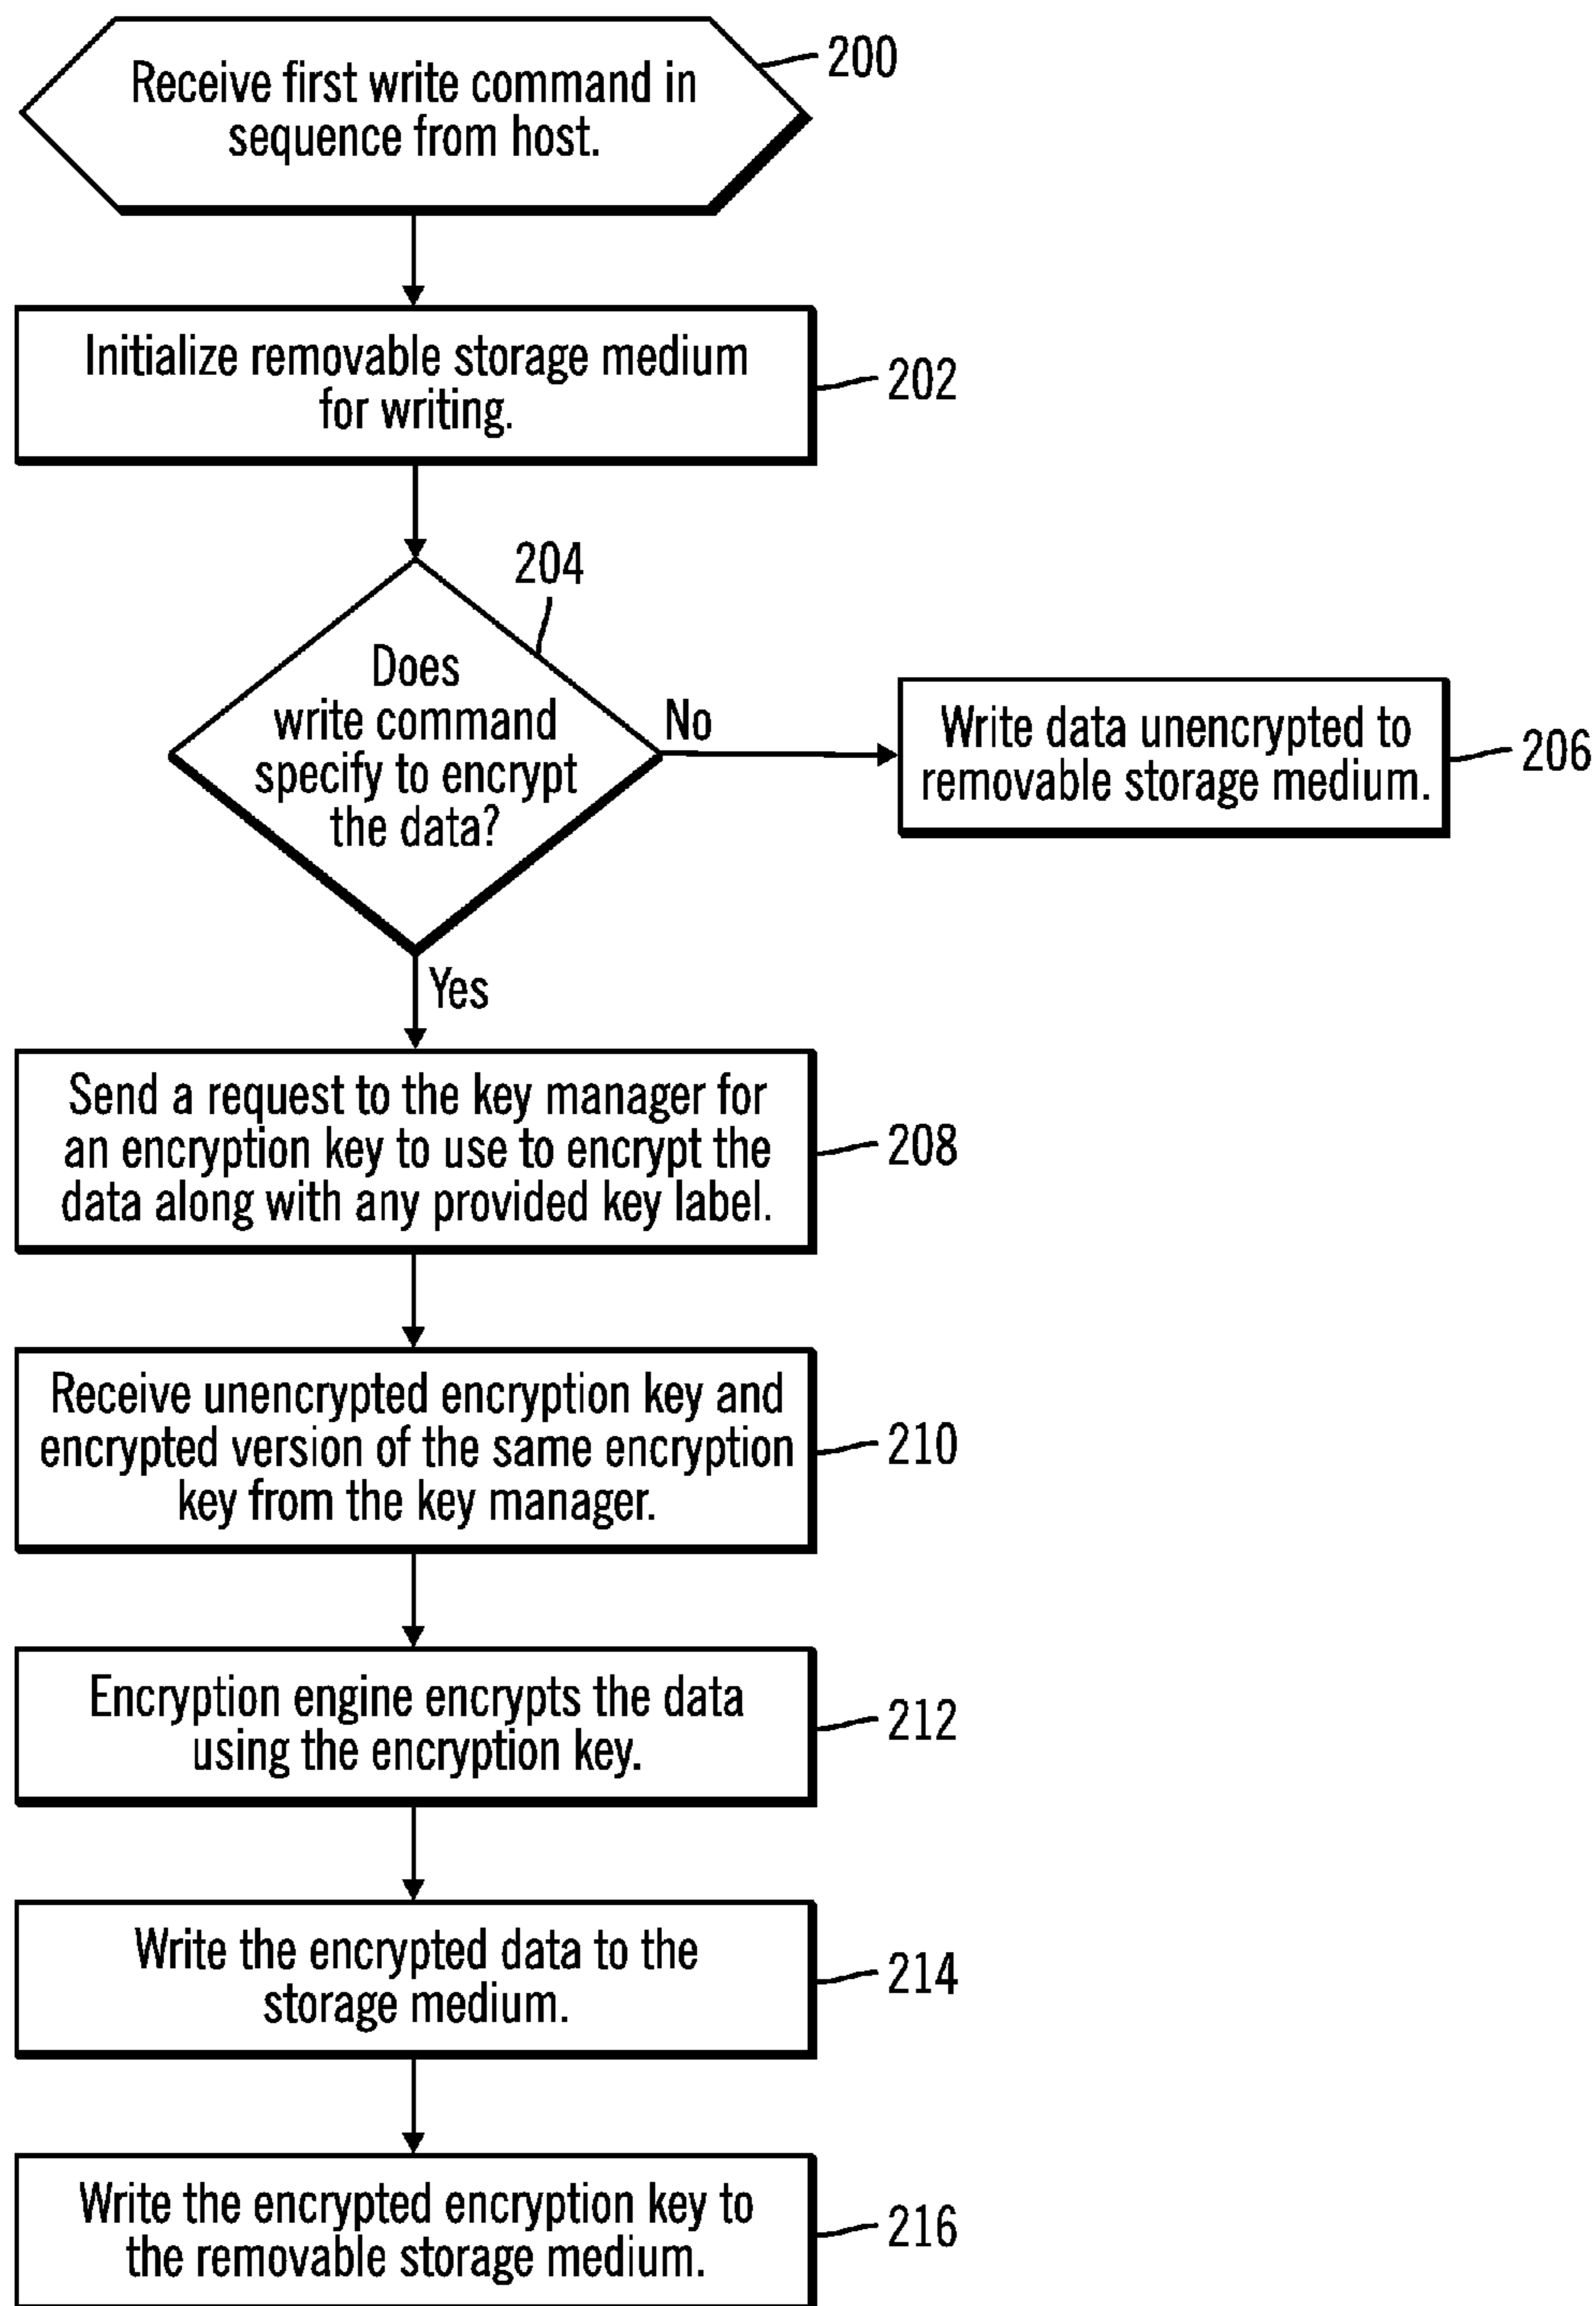 Receive first write command in
sequence from host.
200
Initialize removable storage medium
for writing.
202
204
Does
write command
specify to encrypt
the data?
No
Write data unencrypted to
removable storage medium.
206
Yes
Send a request to the key manager for
an encryption key to use to encrypt the
data along with any provided key label.
208
Receive unencrypted encryption key and
encrypted version of the same encryption
key from the key manager.
210
Encryption engine encrypts the data
using the encryption key.
212
Write the encrypted data to the
storage medium.
214
Write the encrypted encryption key to
the removable storage medium.
216